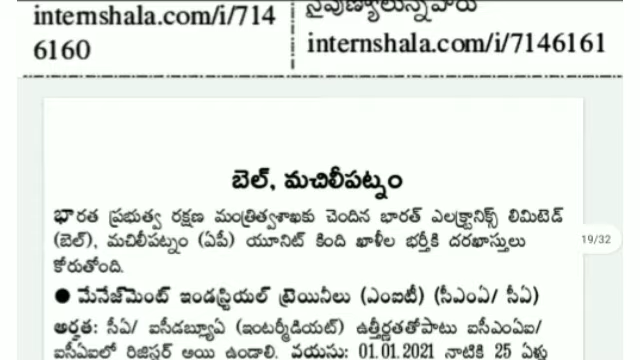 internshala.com/i/714
6160
నైపుణ్యాలున్నవారు
internshala.com/i/7146161
బెల్, మచిలీపట్నం
భారత ప్రభుత్వ రక్షణ మంత్రిత్వశాఖకు చెందిన భారత్ ఎలక్ట్రానిక్స్ లిమిటెడ్
(బెల్), మచిలీపట్నం (ఏపీ) యూనిట్ కింది ఖాళీల భర్తీకి దరఖాస్తులు
కోరుతోంది.
19/32
● మేనేజ్‌మెంట్ ఇండస్ట్రియల్ ట్రెయినీలు (ఎంఐటీ) (సీఎంఏ/ సీఏ)
అర్హత: సీఏ/ ఐసీడబ్ల్యూఏ (ఇంటర్మీడియట్) ఉత్తీర్ణతతోపాటు ఐసీఎంఏఐ/
ఐసీఏఐలో రిజిస్టర్ అయి ఉండాలి. వయసు: 01.01.2021 నాటికి 25 ఏళ్లు